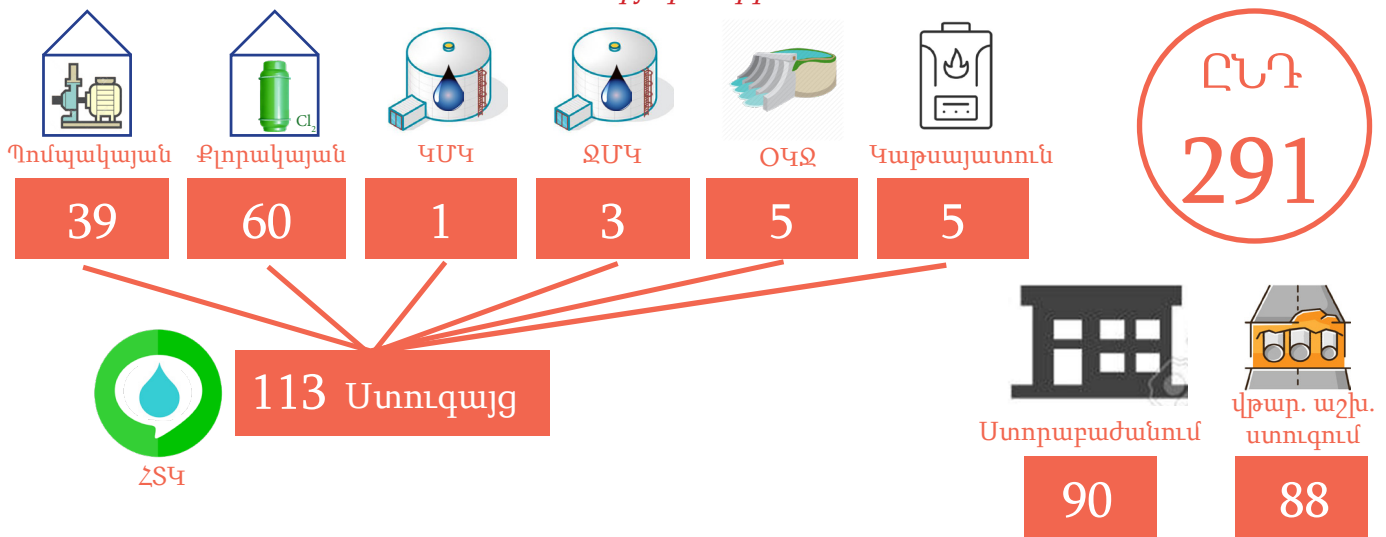 Cl2
ԸՆԴ
291
Պոմպակայան
Քլորակայան
ԿՄԿ
ՋՄԿ
ՕԿՋ
Կաթսայատուն
39
60
1
3
5
5
113 Ստուգայց
ՀՏԿ
Ստորաբաժանում
90
վթար. աշխ.
ստուգում
88